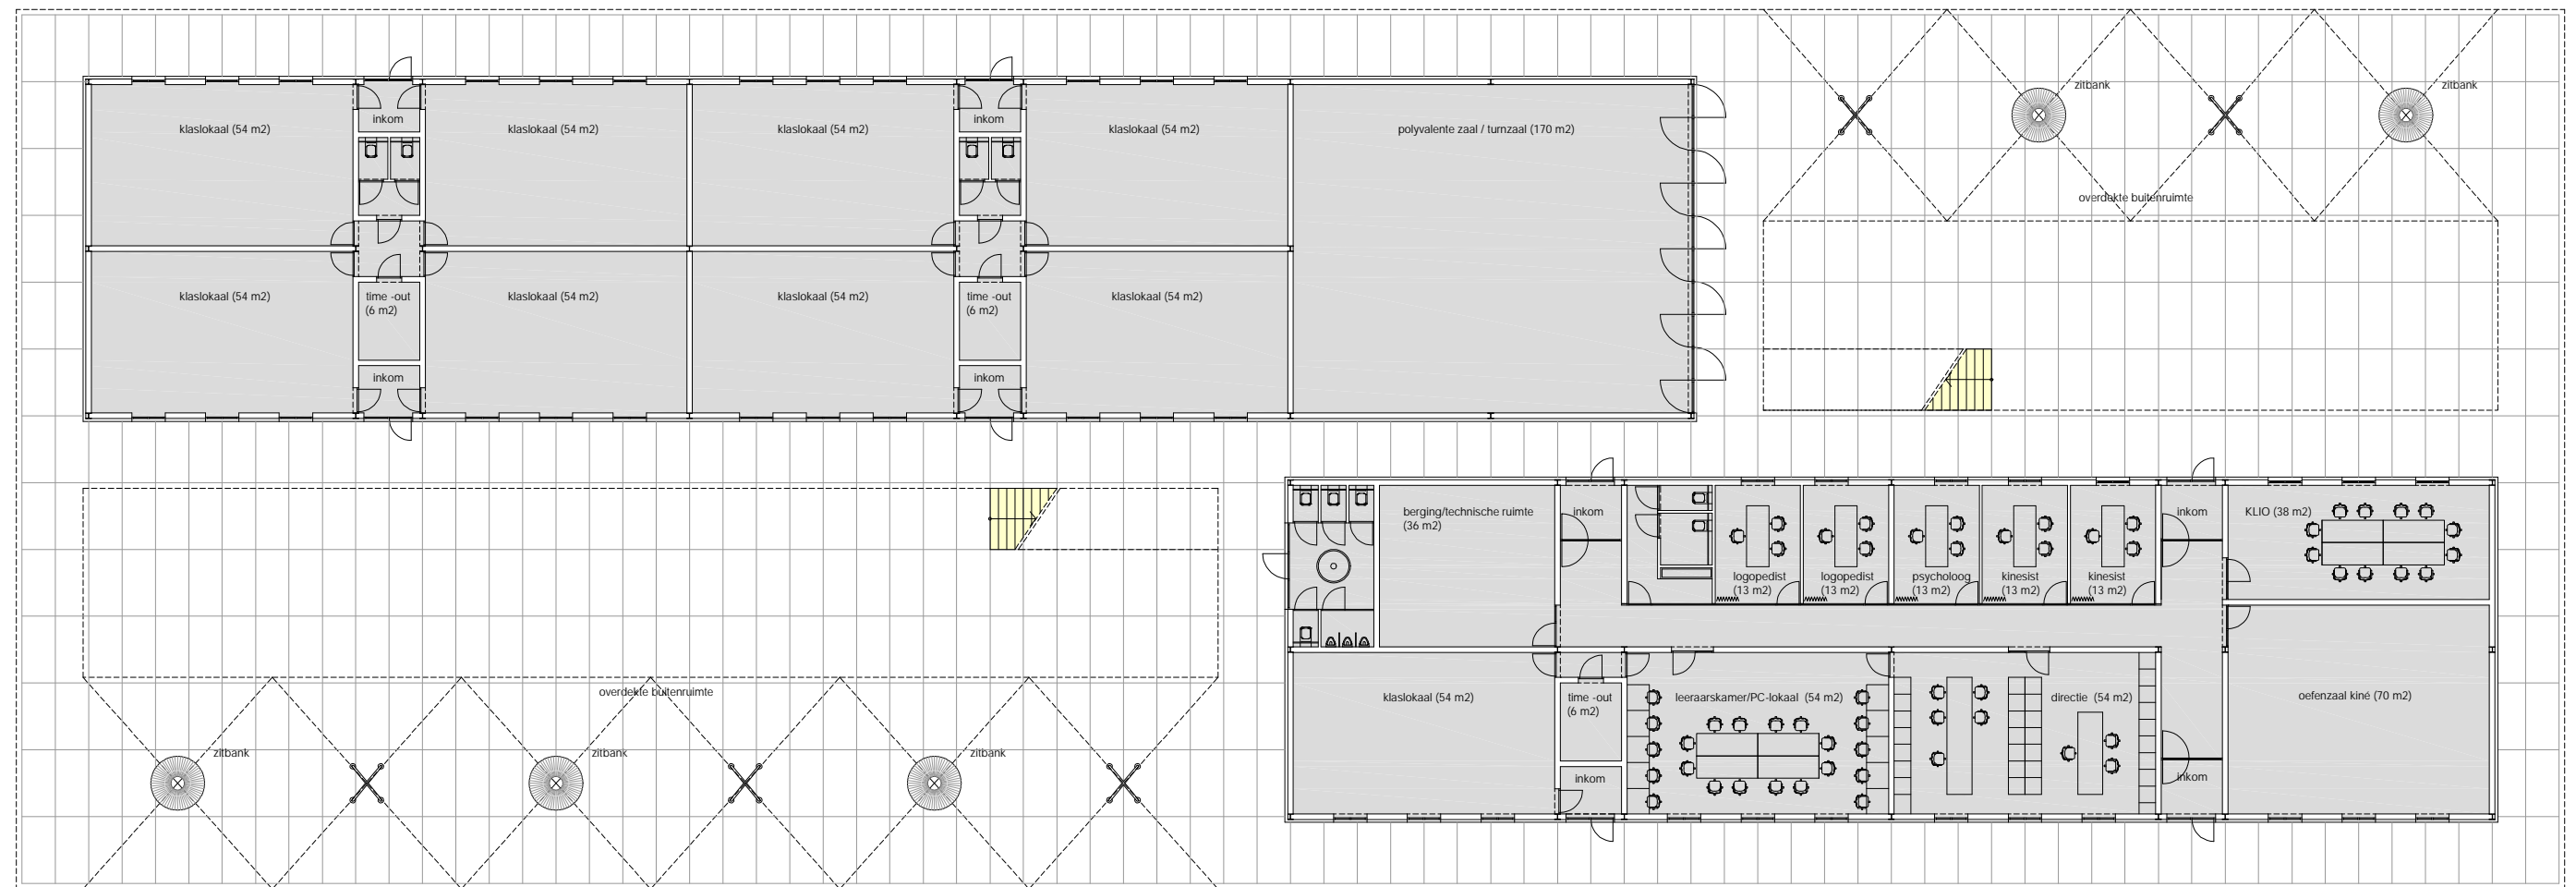 zitbank
zitbank
klaslokaal (54 m2)
inkom
klaslokaal (54 m2)
klaslokaal (54 m2)
inkom
klaslokaal (54 m2)
polyvalente zaal / turnzaal (170 m2)
overdekte buitenruimte
klaslokaal (54 m2)
time -out
(6 m2)
klaslokaal (54 m2)
klaslokaal (54 m2)
time -out
(6 m2)
klaslokaal (54 m2)
inkom
inkom
berging/technische ruimte
(36 m2)
inkom
logopedist
(13 m2)
logopedist
(13 m2)
psycholoog
(13 m2)
kinesist
(13 m2)
kinesist
(13 m2)
inkom
KLIO (38 m2)
overdekte buitenruimte
klaslokaal (54 m2)
time -out
(6 m2)
leeraarskamer/PC-lokaal (54 m2)
directie (54 m2)
oefenzaal kiné (70 m2)
zitbank
zitbank
zitbank
inkom
inkom